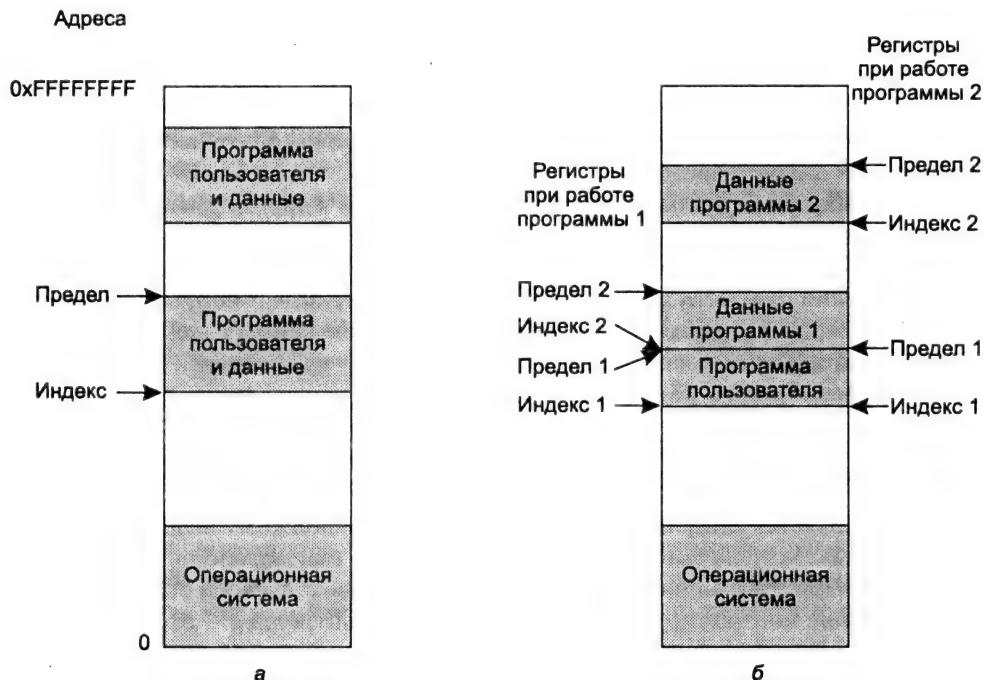 Адреса
0xFFFFFFFF
Программа
пользователя
и данные
Предел
Программа
пользователя
и данные
Индекс
Операционная
система
0
а
Регистры
при работе
программы 2
Регистры
при работе
программы 1
Предел 2
Данные
программы 2
Индекс 2
Предел 2
Данные
программы 1
Индекс 2
Предел 1
Предел 1
Программа
пользователя
Индекс 1
Индекс 1
Операционная
система
б